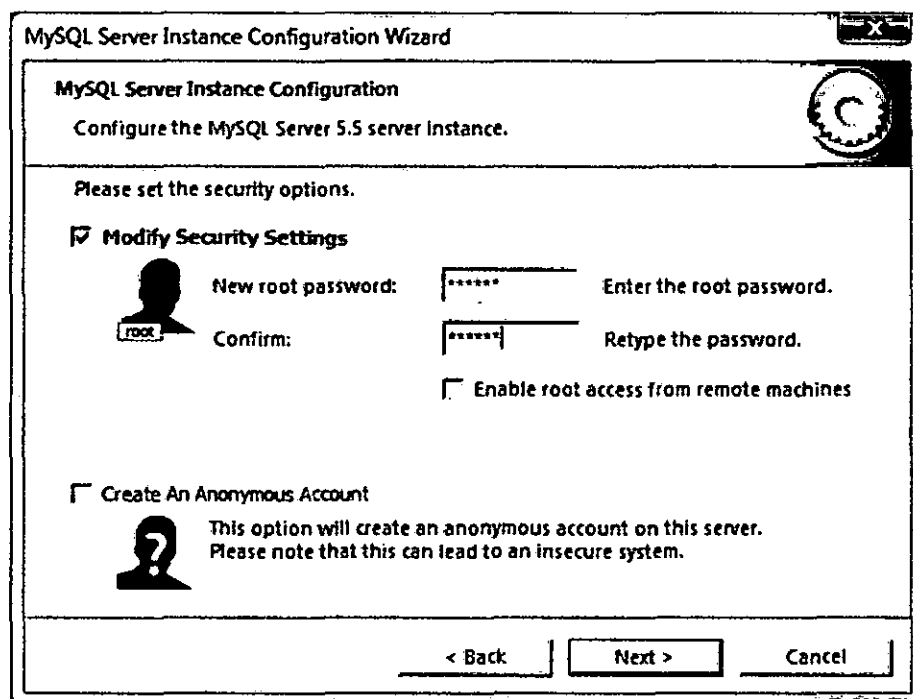 MySQL Server Instance Configuration Wizard
MySQL Server Instance Configuration
Configure the MySQL Server 5.5 server instance.
Please set the security options.
Modify Security Settings
New root password: ****** Enter the root password.
root
Confirm: ****** Retype the password.
Enable root access from remote machines
Create An Anonymous Account
This option will create an anonymous account on this server.
Please note that this can lead to an insecure system.
< Back Next > Cancel